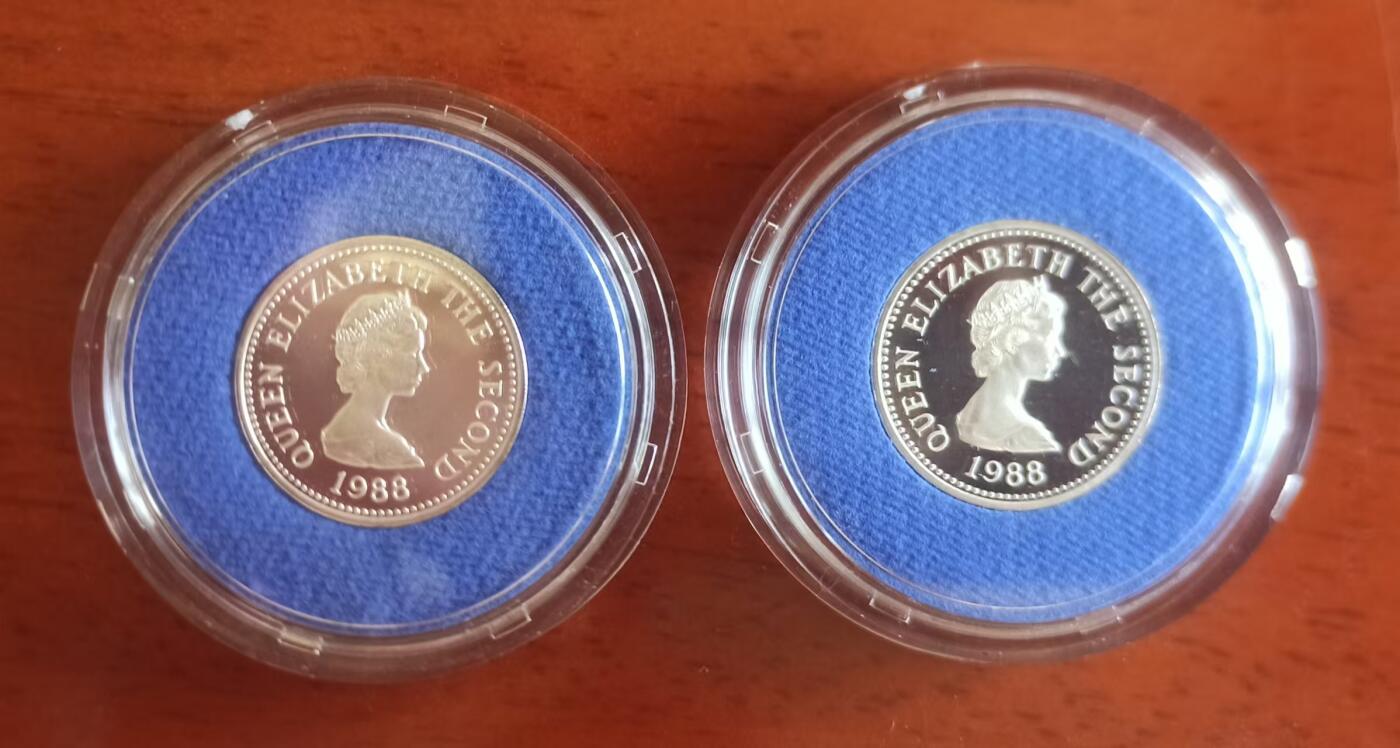 QUEEN ELIZABETH THE SECOND
1988
QUEEN ELIZABETH THE SECOND
1988